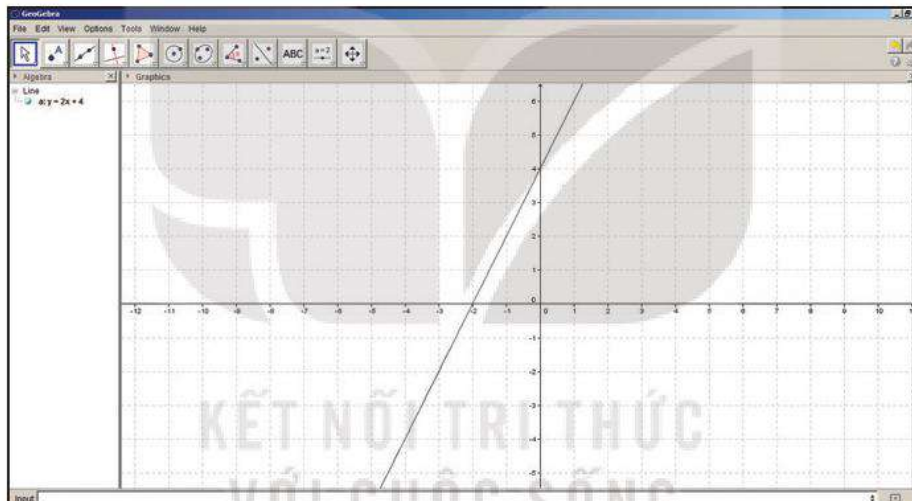 GeoGebra
File Edit View Options Tools Window Help
ABC a=2
Algebra Graphics
Line
a: y = 2x + 4
6
5
4
3
2
1
0
-12 -11 -10 -9 -8 -7 -6 -5 -4 -3 -2 -1 0 1 2 3 4 5 6 7 8 9 10
-1
-2
-3
-4
-5
KẾT NỐI TRI THỨC
VỚI CUỘC SỐNG
Input: